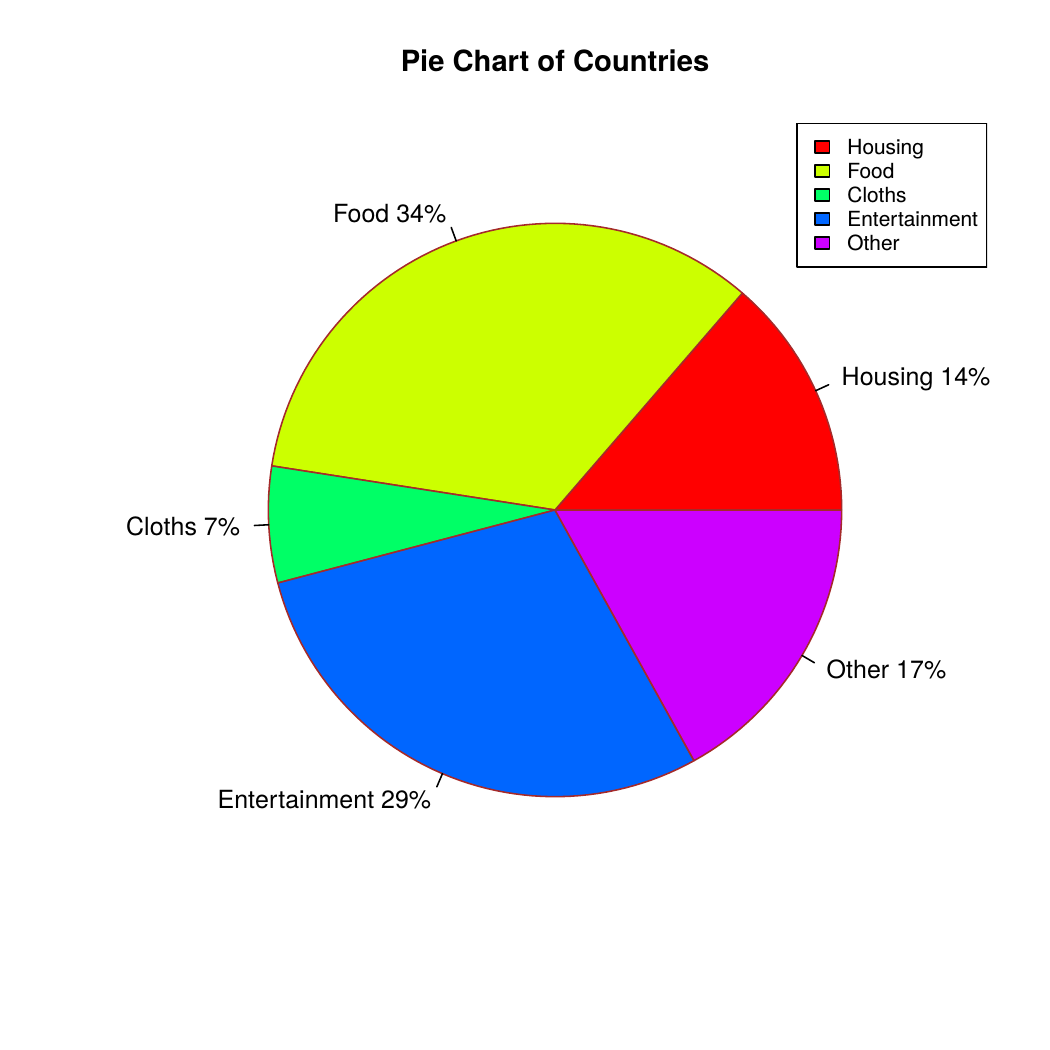 Pie Chart of Countries
Housing
Food
Cloths
Entertainment
Other
Food 34%
Housing 14%
Cloths 7%
Other 17%
Entertainment 29%